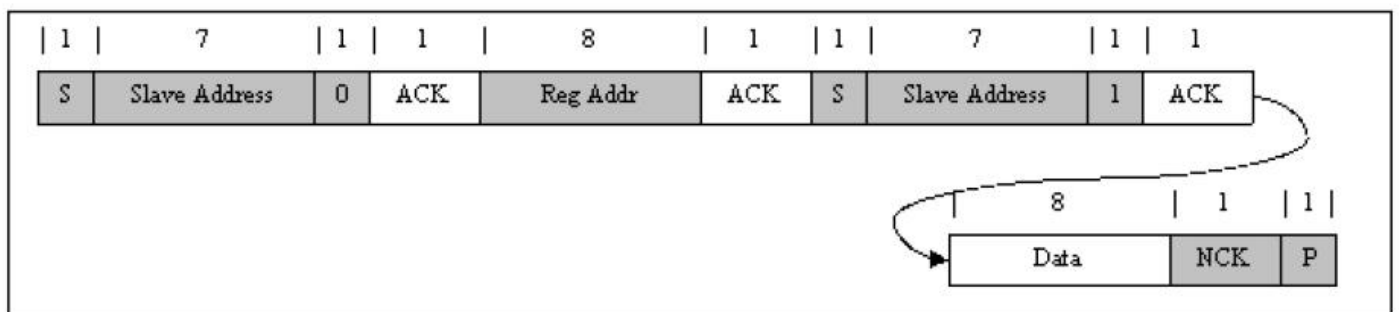 | 1 | 7 | 1 | 1 | 8 | 1 | 1 | 7 | 1 | 1
S Slave Address 0 ACK Reg Addr ACK S Slave Address 1 ACK
| 8 | 1 | 1 |
Data NCK P